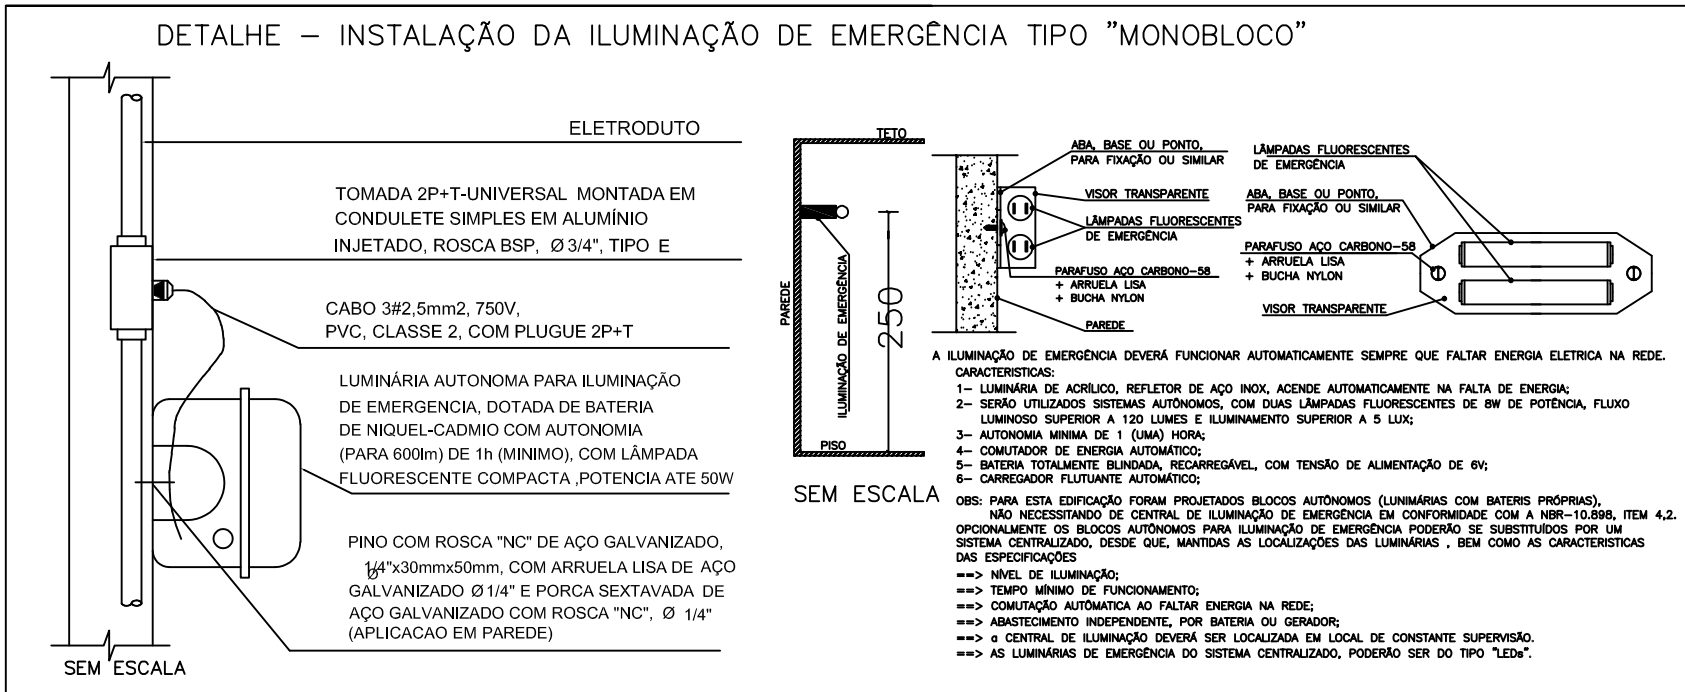 DETALHE – INSTALAÇÃO DA ILUMINAÇÃO DE EMERGÊNCIA TIPO "MONOBLOCO"
ELETRODUTO
TOMADA 2P+T-UNIVERSAL MONTADA EM
CONDULETE SIMPLES EM ALUMÍNIO
INJETADO, ROSCA BSP, Ø 3/4", TIPO E
CABO 3#2,5mm2, 750V,
PVC, CLASSE 2, COM PLUGUE 2P+T
LUMINÁRIA AUTONOMA PARA ILUMINAÇÃO
DE EMERGENCIA, DOTADA DE BATERIA
DE NIQUEL-CADMIO COM AUTONOMIA
(PARA 600lm) DE 1h (MINIMO), COM LÂMPADA
FLUORESCENTE COMPACTA ,POTENCIA ATE 50W
PINO COM ROSCA "NC" DE AÇO GALVANIZADO,
Ø 1/4"x30mmx50mm, COM ARRUELA LISA DE AÇO
GALVANIZADO Ø 1/4" E PORCA SEXTAVADA DE
AÇO GALVANIZADO COM ROSCA "NC", Ø 1/4"
(APLICACAO EM PAREDE)
SEM ESCALA
TETO
PAREDE
ILUMINAÇÃO DE EMERGÊNCIA
250
PISO
SEM ESCALA
ABA, BASE OU PONTO,
PARA FIXAÇÃO OU SIMILAR
VISOR TRANSPARENTE
LÂMPADAS FLUORESCENTES
DE EMERGÊNCIA
PARAFUSO AÇO CARBONO-58
+ ARRUELA LISA
+ BUCHA NYLON
PAREDE
LÂMPADAS FLUORESCENTES
DE EMERGÊNCIA
ABA, BASE OU PONTO,
PARA FIXAÇÃO OU SIMILAR
PARAFUSO AÇO CARBONO-58
+ ARRUELA LISA
+ BUCHA NYLON
VISOR TRANSPARENTE
A ILUMINAÇÃO DE EMERGÊNCIA DEVERÁ FUNCIONAR AUTOMATICAMENTE SEMPRE QUE FALTAR ENERGIA ELETRICA NA REDE.
CARACTERISTICAS:
1– LUMINÁRIA DE ACRÍLICO, REFLETOR DE AÇO INOX, ACENDE AUTOMATICAMENTE NA FALTA DE ENERGIA;
2– SERÃO UTILIZADOS SISTEMAS AUTÔNOMOS, COM DUAS LÂMPADAS FLUORESCENTES DE 8W DE POTÊNCIA, FLUXO
LUMINOSO SUPERIOR A 120 LUMES E ILUMINAMENTO SUPERIOR A 5 LUX;
3– AUTONOMIA MINIMA DE 1 (UMA) HORA;
4– COMUTADOR DE ENERGIA AUTOMÁTICO;
5– BATERIA TOTALMENTE BLINDADA, RECARREGÁVEL, COM TENSÃO DE ALIMENTAÇÃO DE 6V;
6– CARREGADOR FLUTUANTE AUTOMÁTICO;
OBS: PARA ESTA EDIFICAÇÃO FORAM PROJETADOS BLOCOS AUTÔNOMOS (LUNIMÁRIAS COM BATERIS PRÓPRIAS),
NÃO NECESSITANDO DE CENTRAL DE ILUMINAÇÃO DE EMERGÊNCIA EM CONFORMIDADE COM A NBR-10.898, ITEM 4,2.
OPCIONALMENTE OS BLOCOS AUTÔNOMOS PARA ILUMINAÇÃO DE EMERGÊNCIA PODERÃO SE SUBSTITUÍDOS POR UM
SISTEMA CENTRALIZADO, DESDE QUE, MANTIDAS AS LOCALIZAÇÕES DAS LUMINÁRIAS , BEM COMO AS CARACTERISTICAS
DAS ESPECIFICAÇÕES
==> NÍVEL DE ILUMINAÇÃO;
==> TEMPO MÍNIMO DE FUNCIONAMENTO;
==> COMUTAÇÃO AUTÔMATICA AO FALTAR ENERGIA NA REDE;
==> ABASTECIMENTO INDEPENDENTE, POR BATERIA OU GERADOR;
==> a CENTRAL DE ILUMINAÇÃO DEVERÁ SER LOCALIZADA EM LOCAL DE CONSTANTE SUPERVISÃO.
==> AS LUMINÁRIAS DE EMERGÊNCIA DO SISTEMA CENTRALIZADO, PODERÃO SER DO TIPO "LEDs".